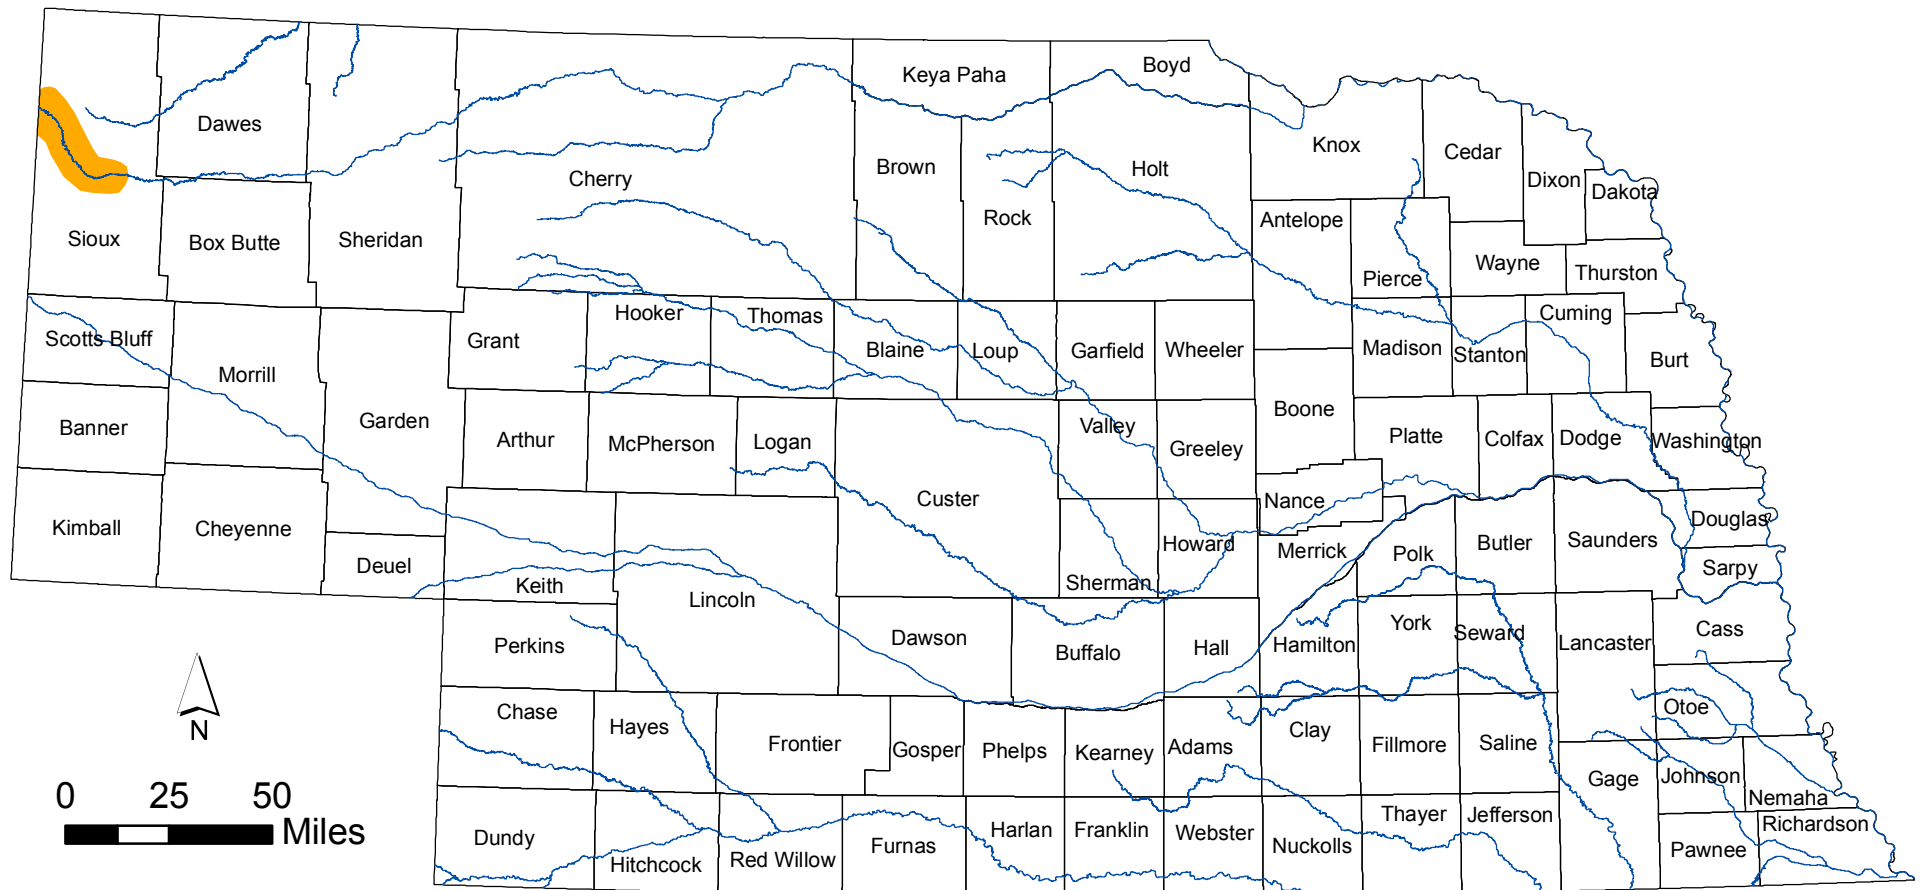 Boyd
Keya Paha
Dawes
Knox
Cedar
Brown
Holt
Cherry
Dixon
Dakota
Rock
Antelope
Sioux
Box Butte
Sheridan
Wayne
Thurston
Pierce
Hooker
Thomas
Cuming
Scotts Bluff
Grant
Blaine
Loup
Garfield
Wheeler
Madison
Stanton
Burt
Morrill
Boone
Garden
Banner
Arthur
McPherson
Logan
Valley
Greeley
Platte
Colfax
Dodge
Washington
Custer
Nance
Kimball
Cheyenne
Douglas
Deuel
Howard
Merrick
Polk
Butler
Saunders
Sarpy
Keith
Sherman
Lincoln
Perkins
Dawson
Buffalo
Hall
Hamilton
York
Seward
Lancaster
Cass
Chase
Hayes
Frontier
Gosper
Phelps
Kearney
Adams
Clay
Fillmore
Saline
Otoe
N
Gage
Johnson
Nemaha
0 25 50
Miles
Dundy
Hitchcock
Red Willow
Furnas
Harlan
Franklin
Webster
Nuckolls
Thayer
Jefferson
Pawnee
Richardson